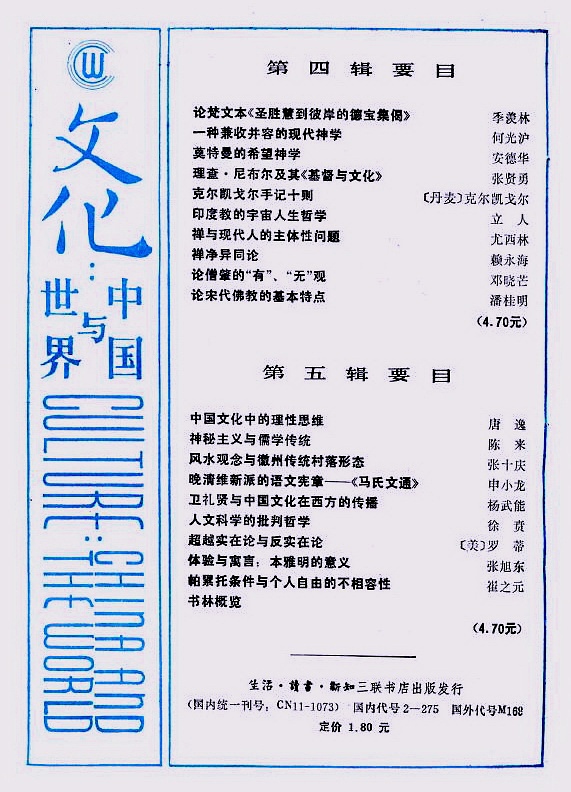 CCW
文化：
中国
与
世界
CULTURE: CHINA AND
THE WORLD
第四辑要目
论梵文本《圣胜慧到彼岸的德宝集偈》 季羡林
一种兼收并容的现代神学 何光沪
莫特曼的希望神学 安德华
理查·尼布尔及其《基督与文化》 张贤勇
克尔凯戈尔手记十则 〔丹麦〕克尔凯戈尔
印度教的宇宙人生哲学 立人
禅与现代人的主体性问题 尤西林
禅净异同论 赖永海
论僧肇的“有”、“无”观 邓晓芒
论宋代佛教的基本特点 潘桂明
(4.70元)
第五辑要目
中国文化中的理性思维 唐逸
神秘主义与儒学传统 陈来
风水观念与徽州传统村落形态 张十庆
晚清维新派的语文宪章——《马氏文通》 申小龙
卫礼贤与中国文化在西方的传播 杨武能
人文科学的批判哲学 徐贲
超越实在论与反实在论 〔美〕罗蒂
体验与寓言：本雅明的意义 张旭东
帕累托条件与个人自由的不相容性 崔之元
书林概览
(4.70元)
生活·讀書·新知三联书店出版发行
(国内统一刊号：CN11-1073) 国内代号2—275 国外代号M168
定价 1.80 元